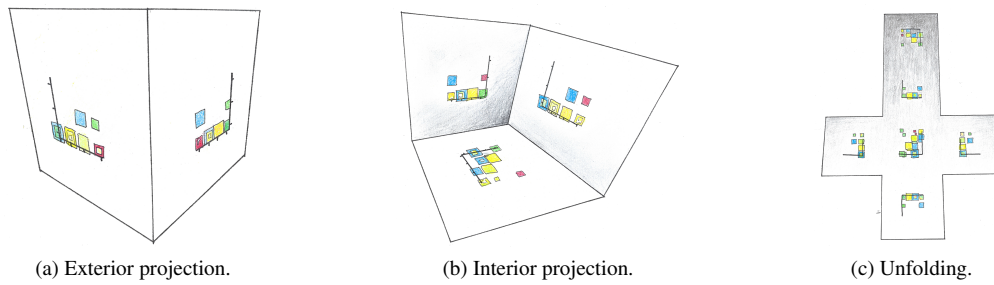 (a) Exterior projection.
(b) Interior projection.
(c) Unfolding.